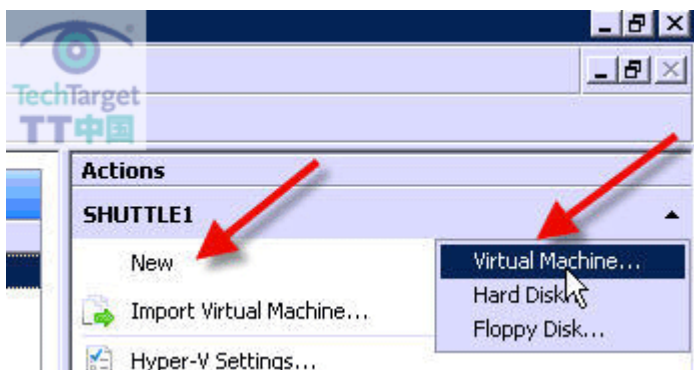 TechTarget
TT中国
Actions
SHUTTLE1
New
Virtual Machine...
Hard Disk
Import Virtual Machine...
Floppy Disk...
Hyper-V Settings...